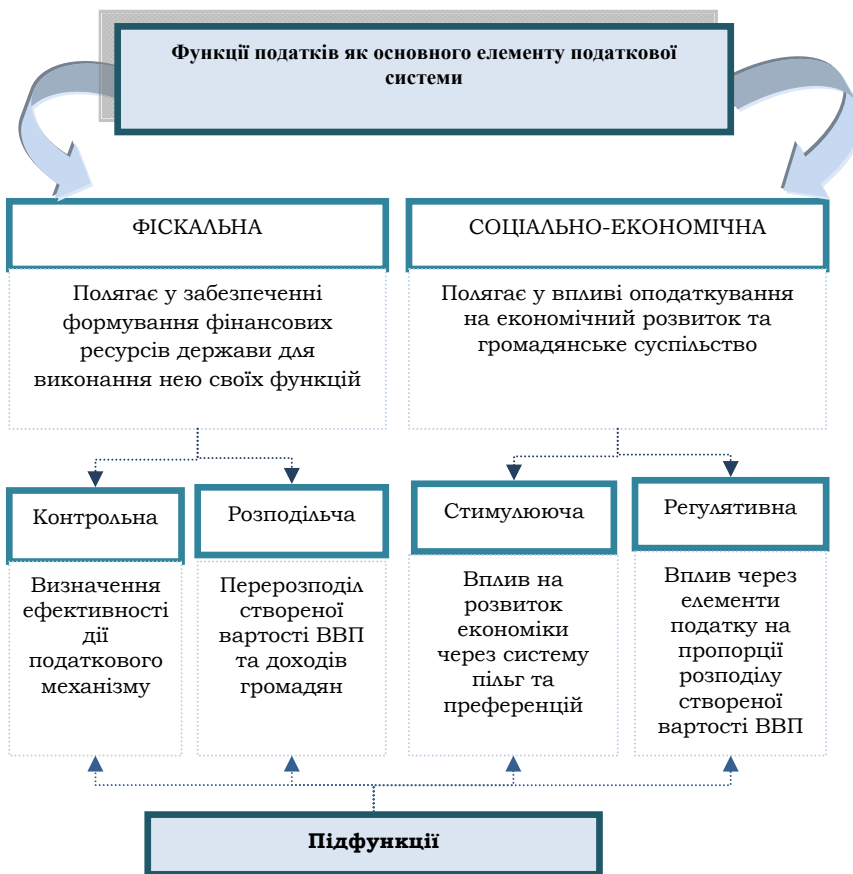 Функції податків як основного елементу податкової
системи
ФІСКАЛЬНА
СОЦІАЛЬНО-ЕКОНОМІЧНА
Полягає у забезпеченні
формування фінансових
ресурсів держави для
виконання нею своїх функцій
Полягає у впливі оподаткування
на економічний розвиток та
громадянське суспільство
Контрольна
Розподільча
Стимулююча
Регулятивна
Визначення
ефективності
дії
податкового
механізму
Перерозподіл
створеної
вартості ВВП
та доходів
громадян
Вплив на
розвиток
економіки
через систему
пільг та
преференцій
Вплив через
елементи
податку на
пропорції
розподілу
створеної
вартості ВВП
Підфункції